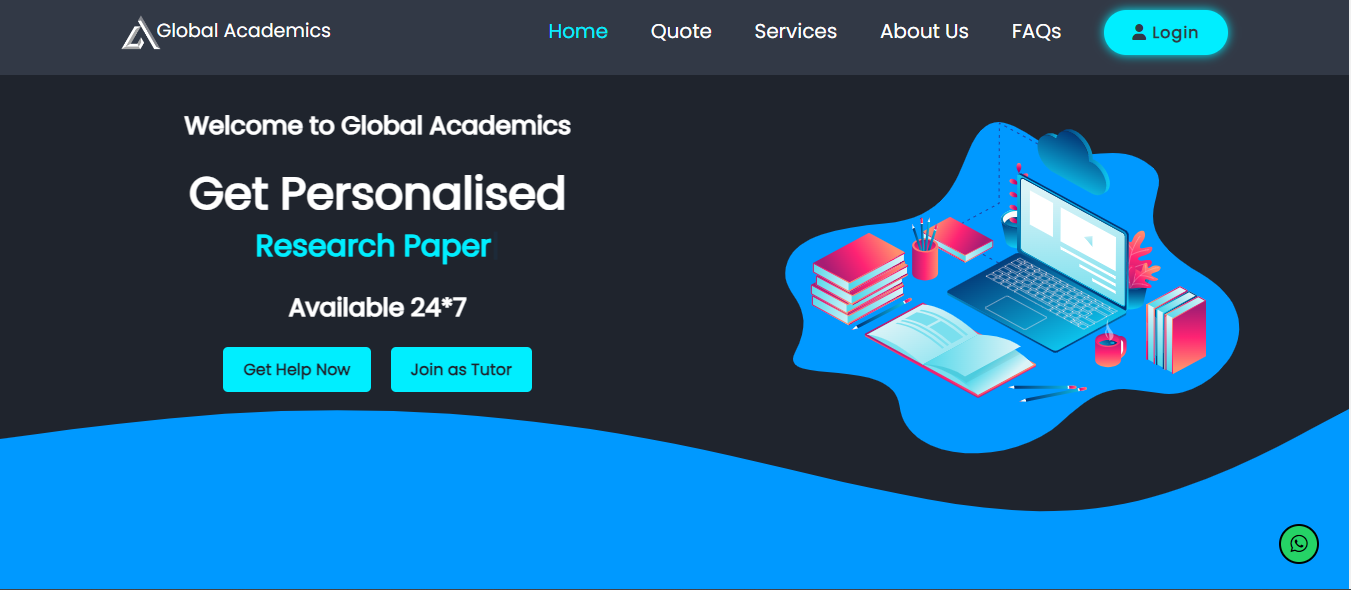 Global Academics
Home Quote Services About Us FAQs Login
Welcome to Global Academics
Get Personalised
Research Paper
Available 24*7
Get Help Now Join as Tutor